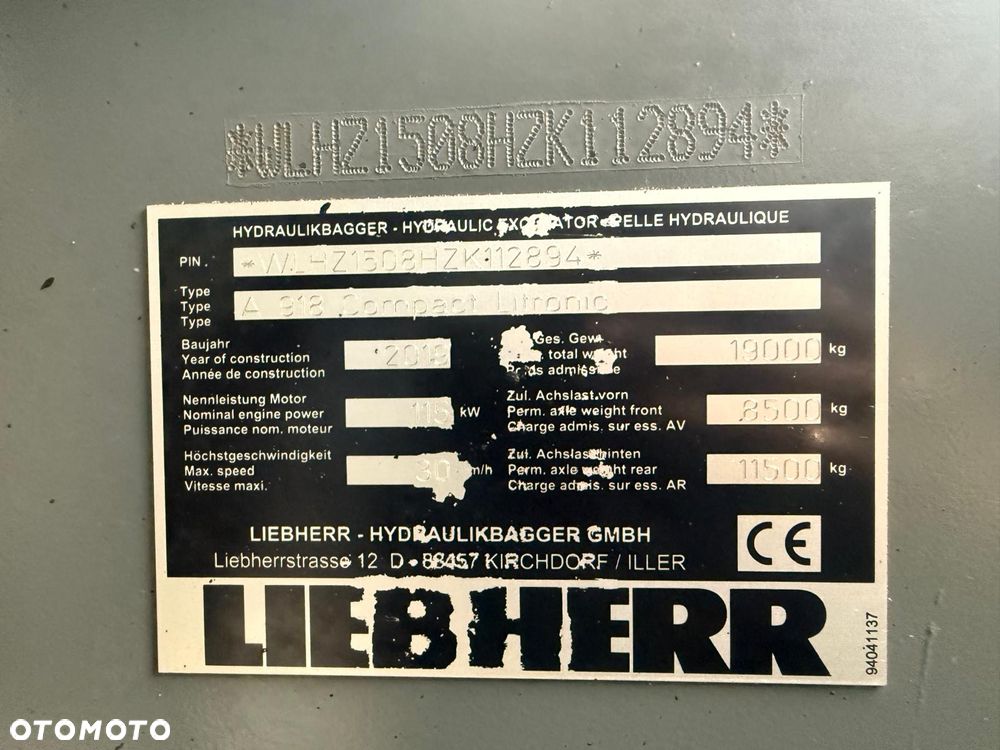 *WLHZ1508HZK112894*
HYDRAULIKBAGGER - HYDRAULIC EXCAVATOR - PELLE HYDRAULIQUE
PIN. *WLHZ1508HZK112894*
Type
Type A 918 Compact Litronic
Type
Baujahr
Year of construction 2019
Année de construction
Nennleistung Motor
Nominal engine power 115 kW
Puissance nom. moteur
Höchstgeschwindigkeit
Max. speed 30 km/h
Vitesse maxi.
Ges. Gew.
total weight 19000 kg
Poids admissible
Zul. Achslast vorn
Perm. axle weight front 8500 kg
Charge admis. sur ess. AV
Zul. Achslast hinten
Perm. axle weight rear 11500 kg
Charge admis. sur ess. AR
LIEBHERR - HYDRAULIKBAGGER GMBH
Liebherrstrasse 12 D - 88457 KIRCHDORF / ILLER
CE
LIEBHERR
94041137
OTOMOTO